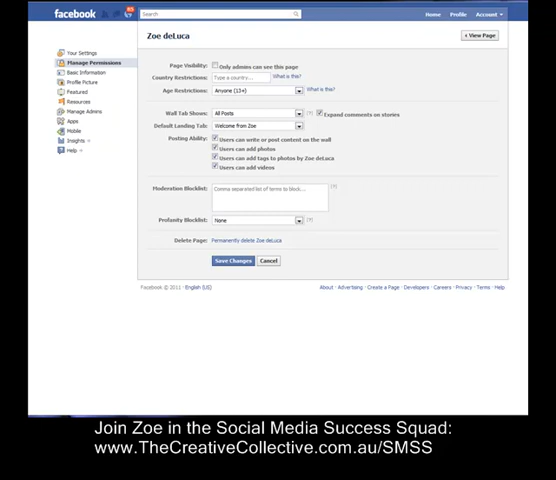 facebook 85 Search Home Profile Account
Zoe deLuca View Page
Your Settings
Manage Permissions
Basic Information
Profile Picture
Featured
Resources
Manage Admins
Apps
Mobile
Insights
Help
Page Visibility: Only admins can see this page
Country Restrictions: Type a country... What is this?
Age Restrictions: Anyone (13+) What is this?
Wall Tab Shows: All Posts [?] Expand comments on stories
Default Landing Tab: Welcome from Zoe
Posting Ability: Users can write or post content on the wall
Users can add photos
Users can add tags to photos by Zoe deLuca
Users can add videos
Moderation Blocklist: Comma separated list of terms to block... [?]
Profanity Blocklist: None [?]
Delete Page: Permanently delete Zoe deLuca
Save Changes Cancel
Facebook © 2011 · English (US) About · Advertising · Create a Page · Developers · Careers · Privacy · Terms · Help
Join Zoe in the Social Media Success Squad:
www.TheCreativeCollective.com.au/SMSS